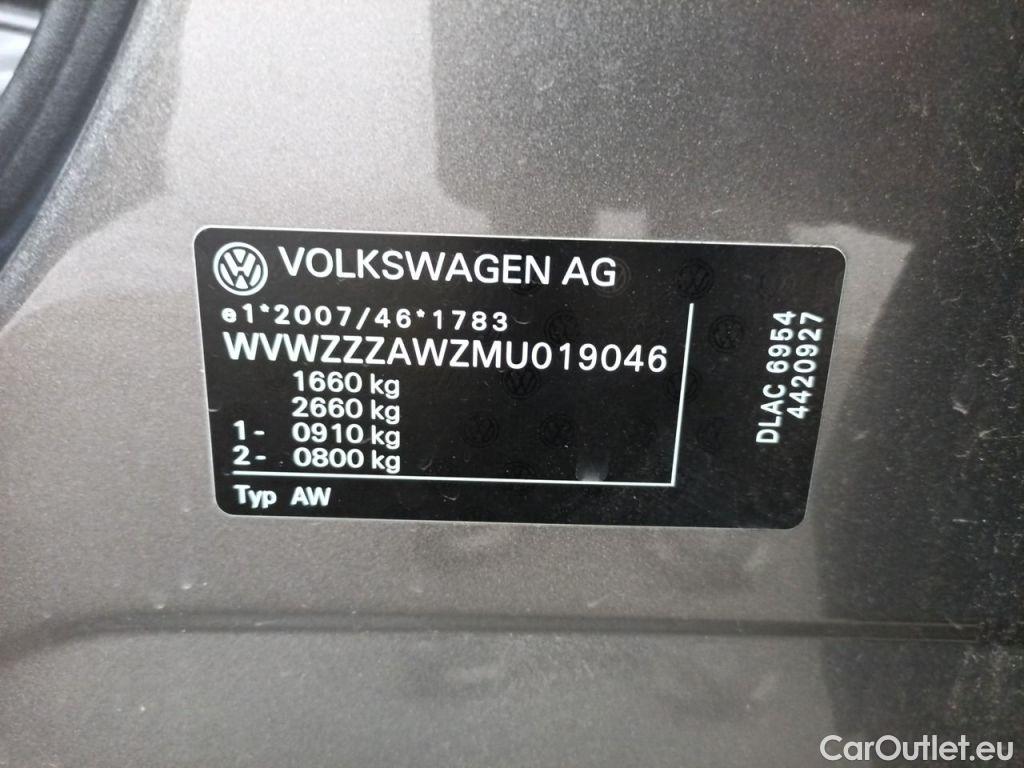 VOLKSWAGEN AG
e1*2007/46*1783
WVWZZZAWZMU019046
1660 kg
2660 kg
1- 0910 kg
2- 0800 kg
Typ AW
DLAC 6954
4420927
CarOutlet.eu